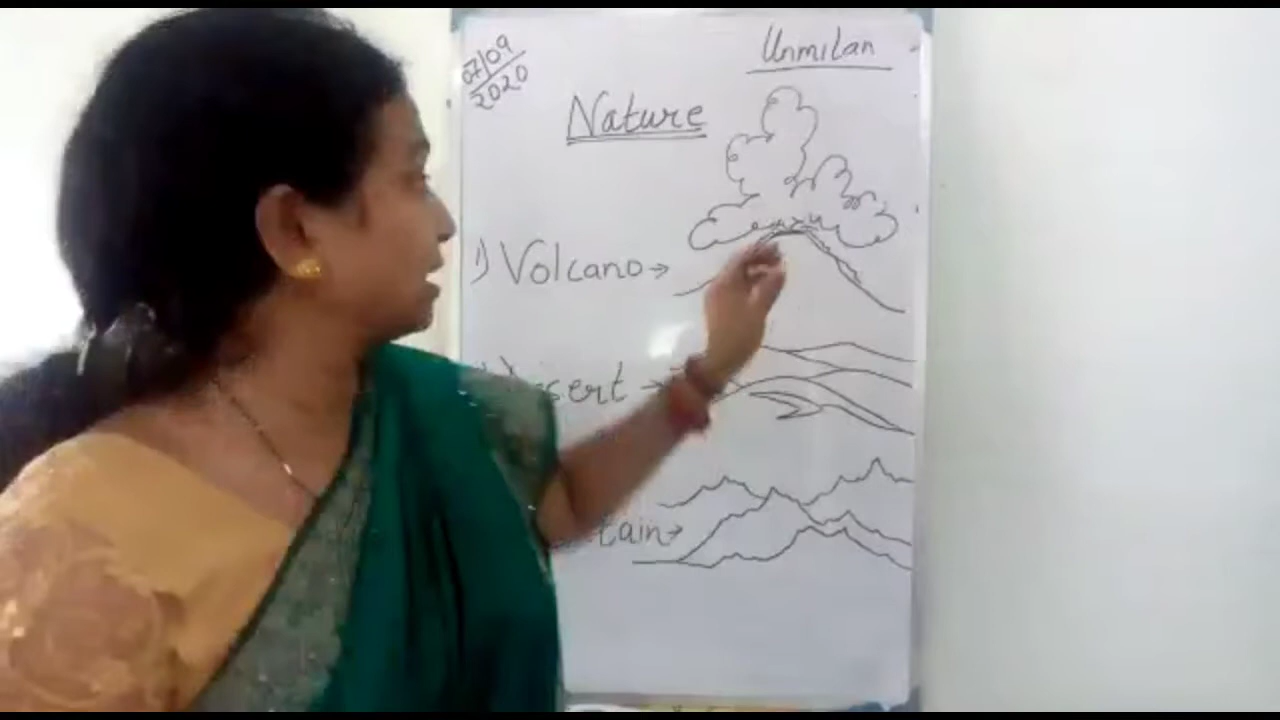 07/09
2020
Unmilan
Nature
1) Volcano →
sert →
tain →